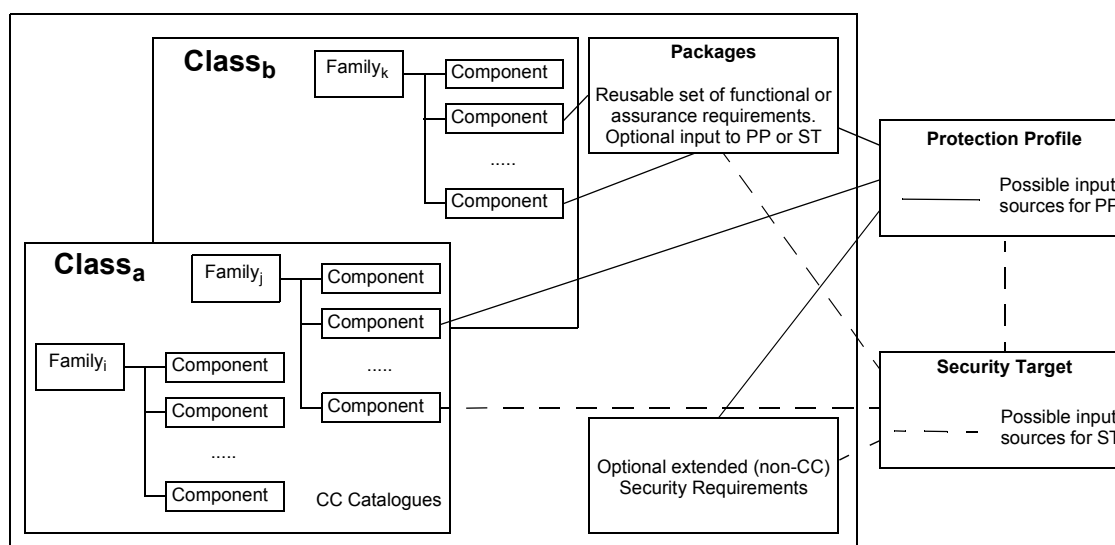 Class_b
Family_k
Component
Component
.....
Component
Packages
Reusable set of functional or
assurance requirements.
Optional input to PP or ST
Protection Profile
Possible input
sources for PP
Class_a
Family_j
Component
Component
.....
Component
Family_i
Component
Component
.....
Component
CC Catalogues
Optional extended (non-CC)
Security Requirements
Security Target
Possible input
sources for ST